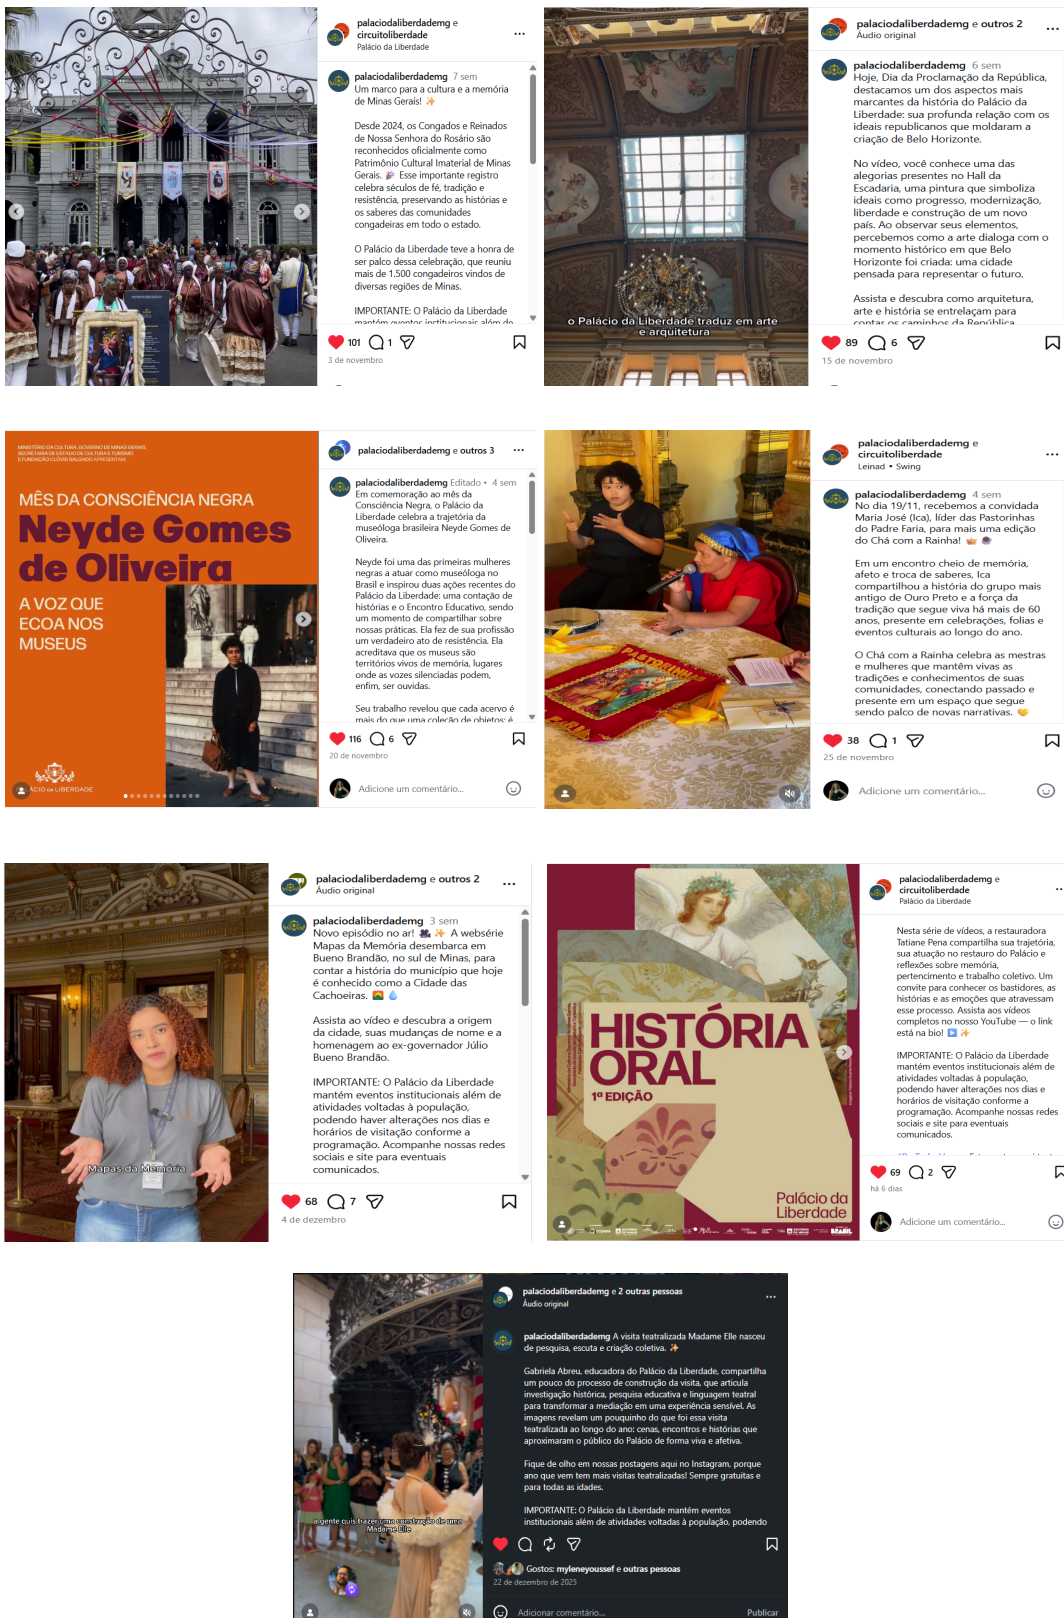 palaciodaliberdademg e
circuitoliberdade
Palácio da Liberdade
palaciodaliberdademg 7 sem
Um marco para a cultura e a memória
de Minas Gerais! ✨
Desde 2024, os Congados e Reinados
de Nossa Senhora do Rosário são
reconhecidos oficialmente como
Patrimônio Cultural Imaterial de Minas
Gerais. 🎉 Esse importante registro
celebra séculos de fé, tradição e
resistência, preservando as histórias e
os saberes das comunidades
congadeiras em todo o estado.
O Palácio da Liberdade teve a honra de
ser palco dessa celebração, que reuniu
mais de 1.500 congadeiros vindos de
diversas regiões de Minas.
IMPORTANTE: O Palácio da Liberdade
mantém eventos institucionais além de
101 1
3 de novembro
o Palácio da Liberdade traduz em arte
e arquitetura
palaciodaliberdademg e outros 2
Áudio original
palaciodaliberdademg 6 sem
Hoje, Dia da Proclamação da República,
destacamos um dos aspectos mais
marcantes da história do Palácio da
Liberdade: sua profunda relação com os
ideais republicanos que moldaram a
criação de Belo Horizonte.
No vídeo, você conhece uma das
alegorias presentes no Hall da
Escadaria, uma pintura que simboliza
ideais como progresso, modernização,
liberdade e construção de um novo
país. Ao observar seus elementos,
percebemos como a arte dialoga com o
momento histórico em que Belo
Horizonte foi criada: uma cidade
pensada para representar o futuro.
Assista e descubra como arquitetura,
arte e história se entrelaçam para
contar os caminhos da República
89 6
15 de novembro
MINISTÉRIO DA CULTURA, GOVERNO DE MINAS GERAIS,
SECRETARIA DE ESTADO DE CULTURA E TURISMO
E FUNDAÇÃO CLÓVIS SALGADO APRESENTAM
MÊS DA CONSCIÊNCIA NEGRA
Neyde Gomes
de Oliveira
A VOZ QUE
ECOA NOS
MUSEUS
PALÁCIO DA LIBERDADE
palaciodaliberdademg e outros 3
palaciodaliberdademg Editado • 4 sem
Em comemoração ao mês da
Consciência Negra, o Palácio da
Liberdade celebra a trajetória da
museóloga brasileira Neyde Gomes de
Oliveira.
Neyde foi uma das primeiras mulheres
negras a atuar como museóloga no
Brasil e inspirou duas ações recentes do
Palácio da Liberdade: uma contação de
histórias e o Encontro Educativo, sendo
um momento de compartilhar sobre
nossas práticas. Ela fez de sua profissão
um verdadeiro ato de resistência. Ela
acreditava que os museus são
territórios vivos de memória, lugares
onde as vozes silenciadas podem,
enfim, ser ouvidas.
Seu trabalho revelou que cada acervo é
mais do que uma coleção de objetos: é
116 6
20 de novembro
Adicione um comentário...
palaciodaliberdademg e
circuitoliberdade
Leinad • Swing
palaciodaliberdademg 4 sem
No dia 19/11, recebemos a convidada
Maria José (Ica), líder das Pastorinhas
do Padre Faria, para mais uma edição
do Chá com a Rainha!
Em um encontro cheio de memória,
afeto e troca de saberes, Ica
compartilhou a história do grupo mais
antigo de Ouro Preto e a força da
tradição que segue viva há mais de 60
anos, presente em celebrações, folias e
eventos culturais ao longo do ano.
O Chá com a Rainha celebra as mestras
e mulheres que mantêm vivas as
tradições e conhecimentos de suas
comunidades, conectando passado e
presente em um espaço que segue
sendo palco de novas narrativas.
38 1
25 de novembro
Adicione um comentário...
Mapas da Memória
palaciodaliberdademg e outros 2
Áudio original
palaciodaliberdademg 3 sem
Novo episódio no ar! 🎥 ✨ A websérie
Mapas da Memória desembarca em
Bueno Brandão, no sul de Minas, para
contar a história do município que hoje
é conhecido como a Cidade das
Cachoeiras.
Assista ao vídeo e descubra a origem
da cidade, suas mudanças de nome e a
homenagem ao ex-governador Júlio
Bueno Brandão.
IMPORTANTE: O Palácio da Liberdade
mantém eventos institucionais além de
atividades voltadas à população,
podendo haver alterações nos dias e
horários de visitação conforme a
programação. Acompanhe nossas redes
sociais e site para eventuais
comunicados.
68 7
4 de dezembro
HISTÓRIA
ORAL
1ª EDIÇÃO
Palácio da
Liberdade
palaciodaliberdademg e
circuitoliberdade
Palácio da Liberdade
Nesta série de vídeos, a restauradora
Tatiane Pena compartilha sua trajetória,
sua atuação no restauro do Palácio e
reflexões sobre memória,
pertencimento e trabalho coletivo. Um
convite para conhecer os bastidores, as
histórias e as emoções que atravessam
esse processo. Assista aos vídeos
completos no nosso YouTube — o link
está na bio! ▶️ ✨
IMPORTANTE: O Palácio da Liberdade
mantém eventos institucionais além de
atividades voltadas à população,
podendo haver alterações nos dias e
horários de visitação conforme a
programação. Acompanhe nossas redes
sociais e site para eventuais
comunicados.
69 2
há 6 dias
Adicione um comentário...
a gente quis trazer uma construção de uma
Madame Elle
palaciodaliberdademg e 2 outras pessoas
Áudio original
palaciodaliberdademg A visita teatralizada Madame Elle nasceu
de pesquisa, escuta e criação coletiva. ✨
Gabriela Abreu, educadora do Palácio da Liberdade, compartilha
um pouco do processo de construção da visita, que articula
investigação histórica, pesquisa educativa e linguagem teatral
para transformar a mediação em uma experiência sensível. As
imagens revelam um pouquinho do que foi essa visita
teatralizada ao longo do ano: cenas, encontros e histórias que
aproximaram o público do Palácio de forma viva e afetiva.
Fique de olho em nossas postagens aqui no Instagram, porque
ano que vem tem mais visitas teatralizadas! Sempre gratuitas e
para todas as idades.
IMPORTANTE: O Palácio da Liberdade mantém eventos
institucionais além de atividades voltadas à população, podendo
Gostos: myleneyoussef e outras pessoas
22 de dezembro de 2025
Adicionar comentário...
Publicar